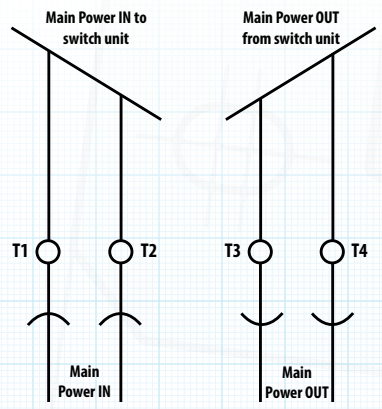 Main Power IN to
switch unit
Main Power OUT
from switch unit
T1
T2
T3
T4
Main
Power IN
Main
Power OUT